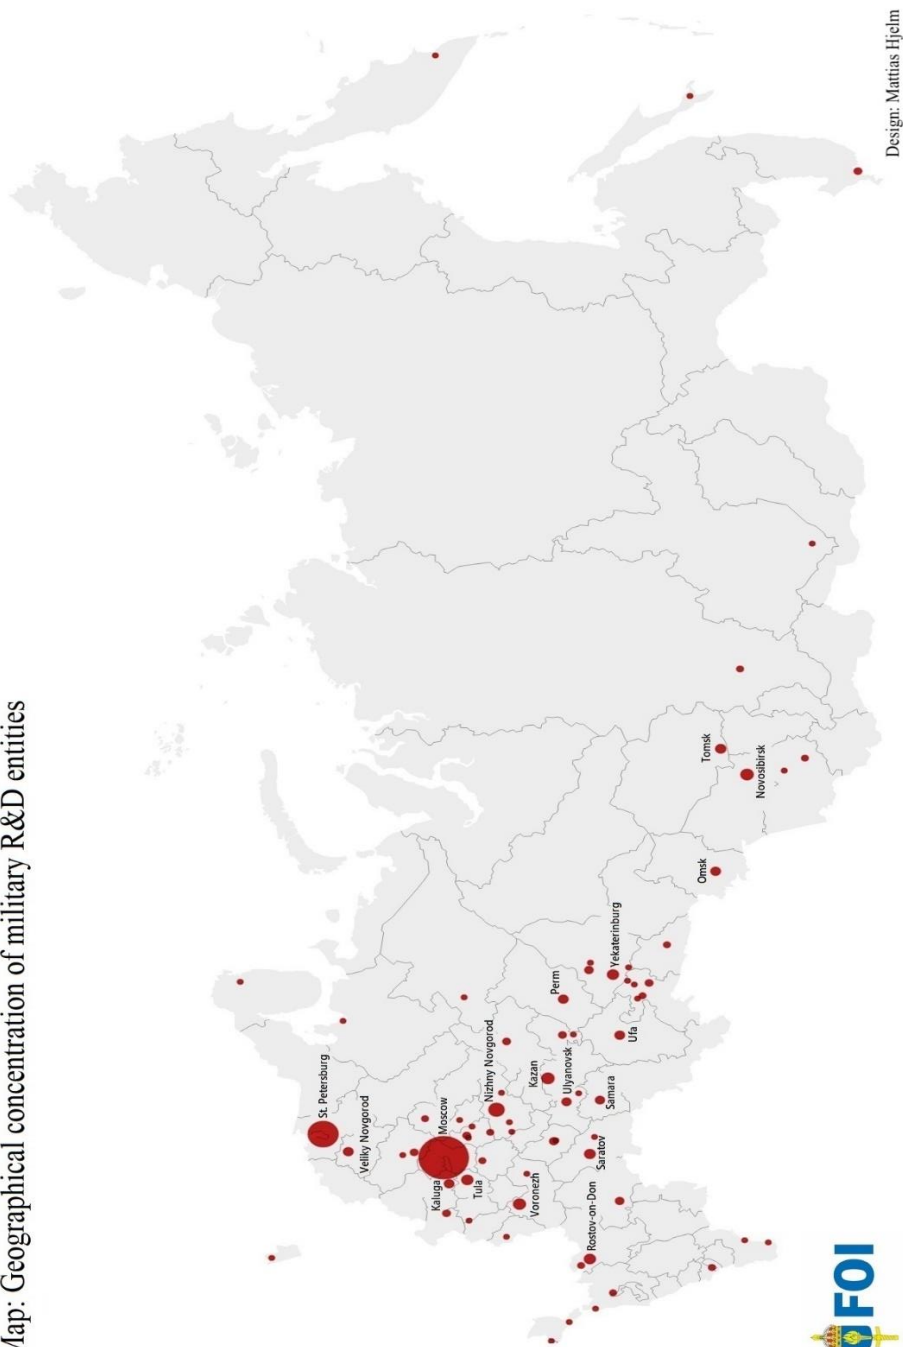 Map: Geographical concentration of military R&D entities
St. Petersburg
Veliky Novgorod
Moscow
Kaluga
Tula
Nizhny Novgorod
Voronezh
Kazan
Perm
Ulyanovsk
Samara
Saratov
Rostov-on-Don
Ufa
Yekaterinburg
Omsk
Tomsk
Novosibirsk
FOI
Design: Mattias Hjelm